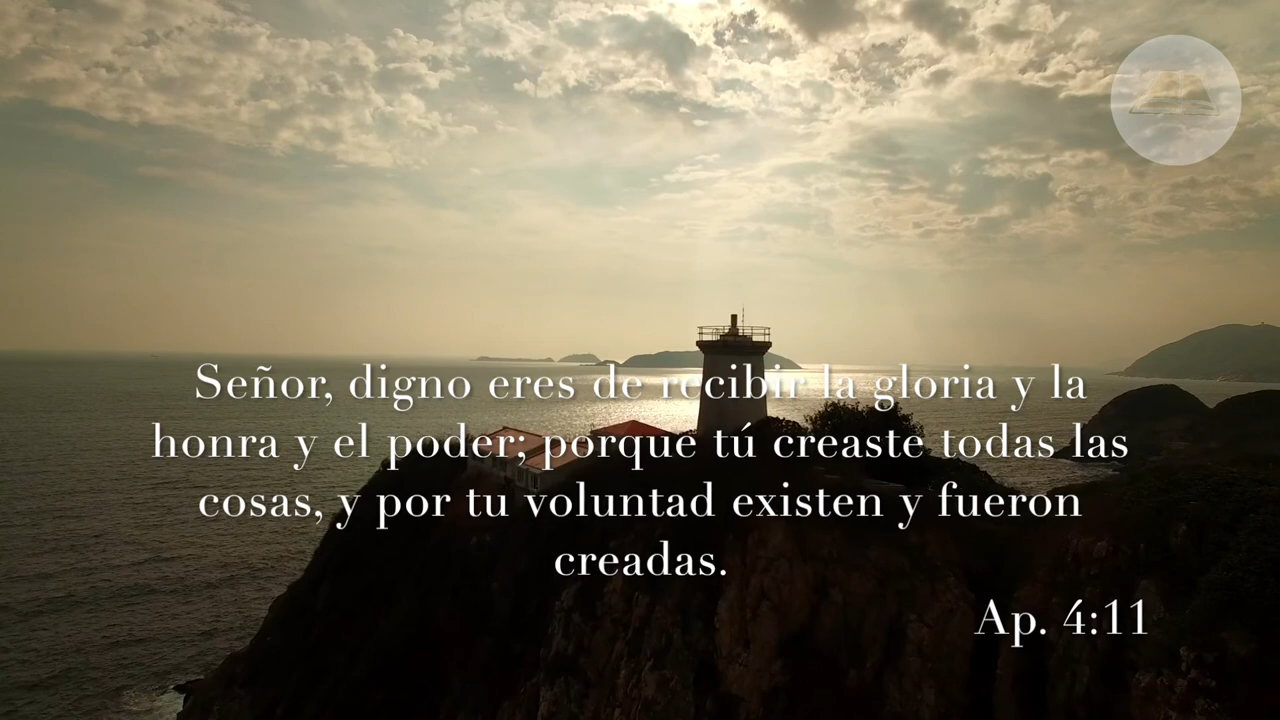 Señor, digno eres de recibir la gloria y la
honra y el poder; porque tú creaste todas las
cosas, y por tu voluntad existen y fueron
creadas.
Ap. 4:11